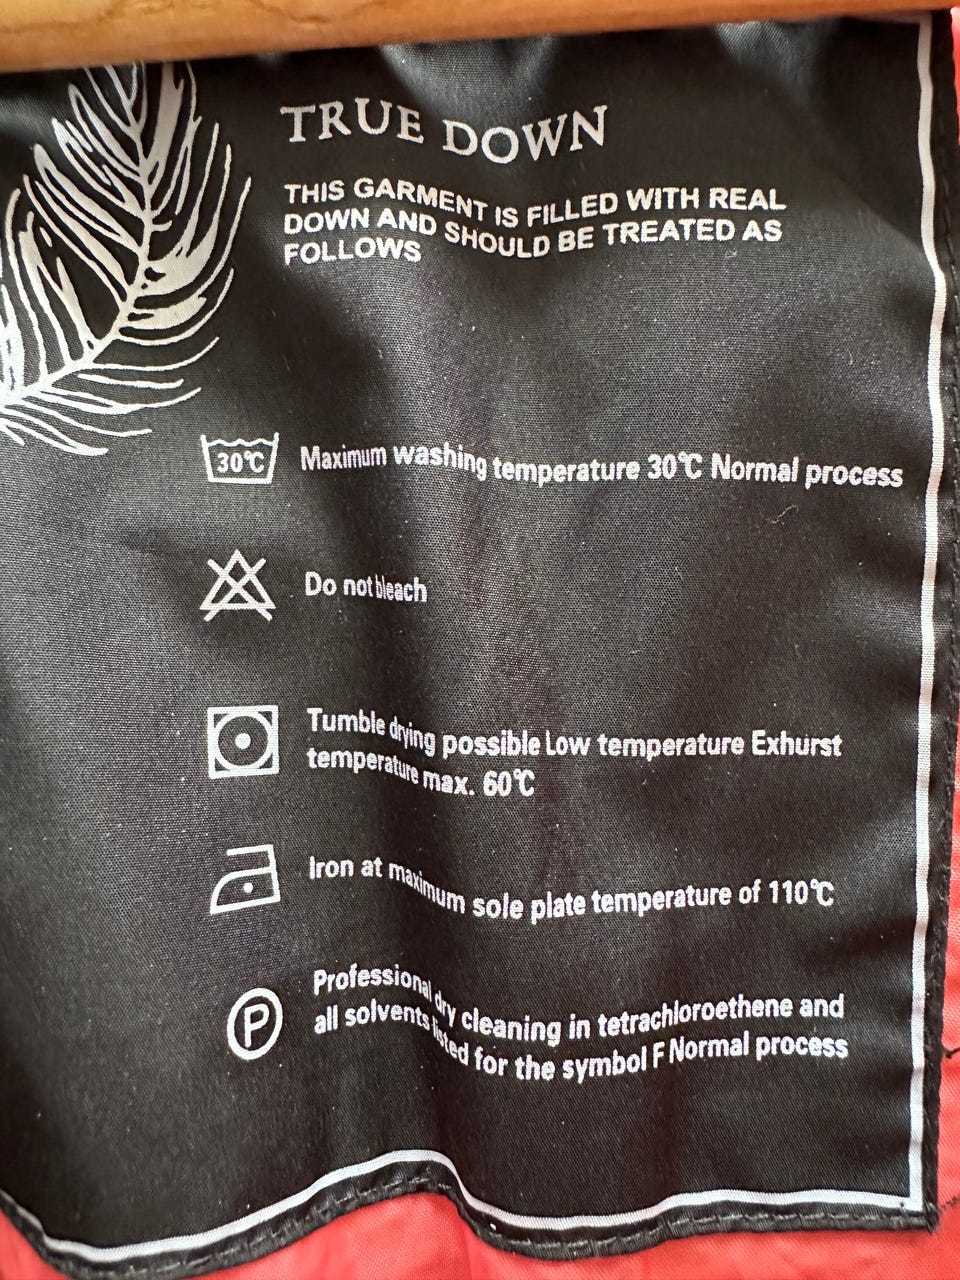 TRUE DOWN
THIS GARMENT IS FILLED WITH REAL
DOWN AND SHOULD BE TREATED AS
FOLLOWS
30℃ Maximum washing temperature 30℃ Normal process
Do not bleach
Tumble drying possible Low temperature Exhurst
temperature max. 60℃
Iron at maximum sole plate temperature of 110℃
P Professional dry cleaning in tetrachloroethene and
all solvents listed for the symbol F Normal process